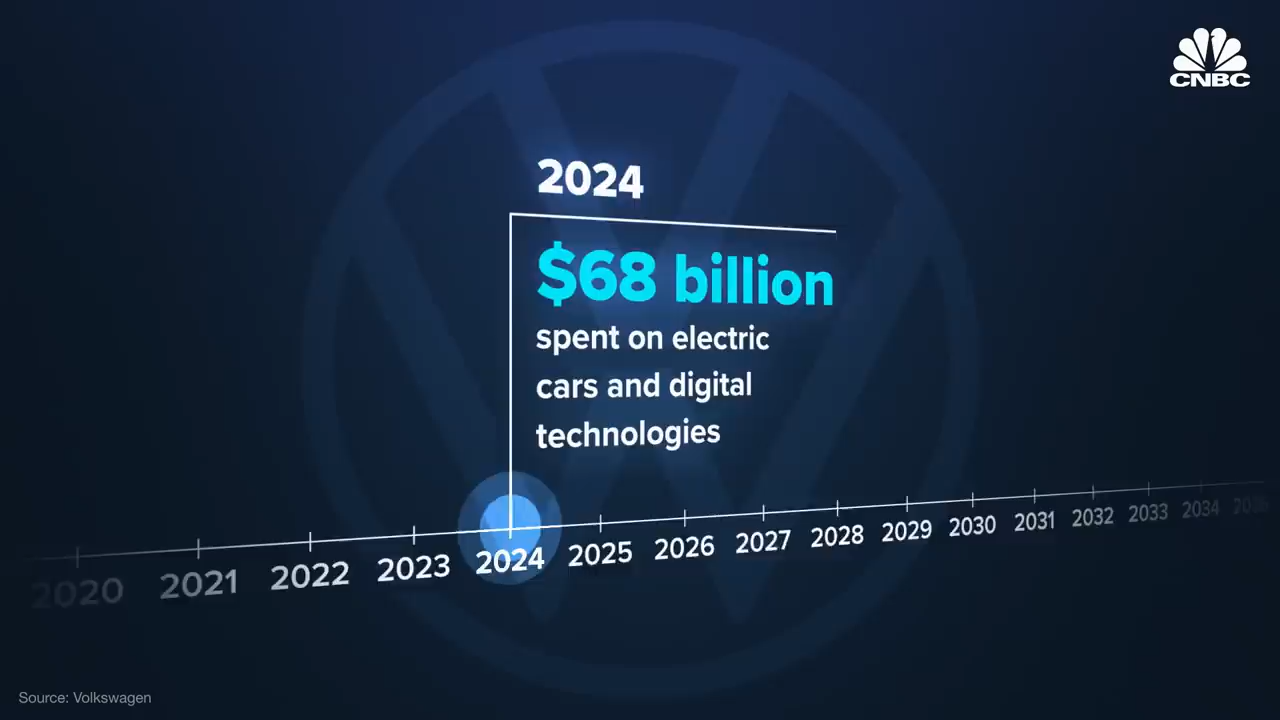 CNBC
2024
$68 billion
spent on electric
cars and digital
technologies
2020 2021 2022 2023 2024 2025 2026 2027 2028 2029 2030 2031 2032 2033 2034
Source: Volkswagen